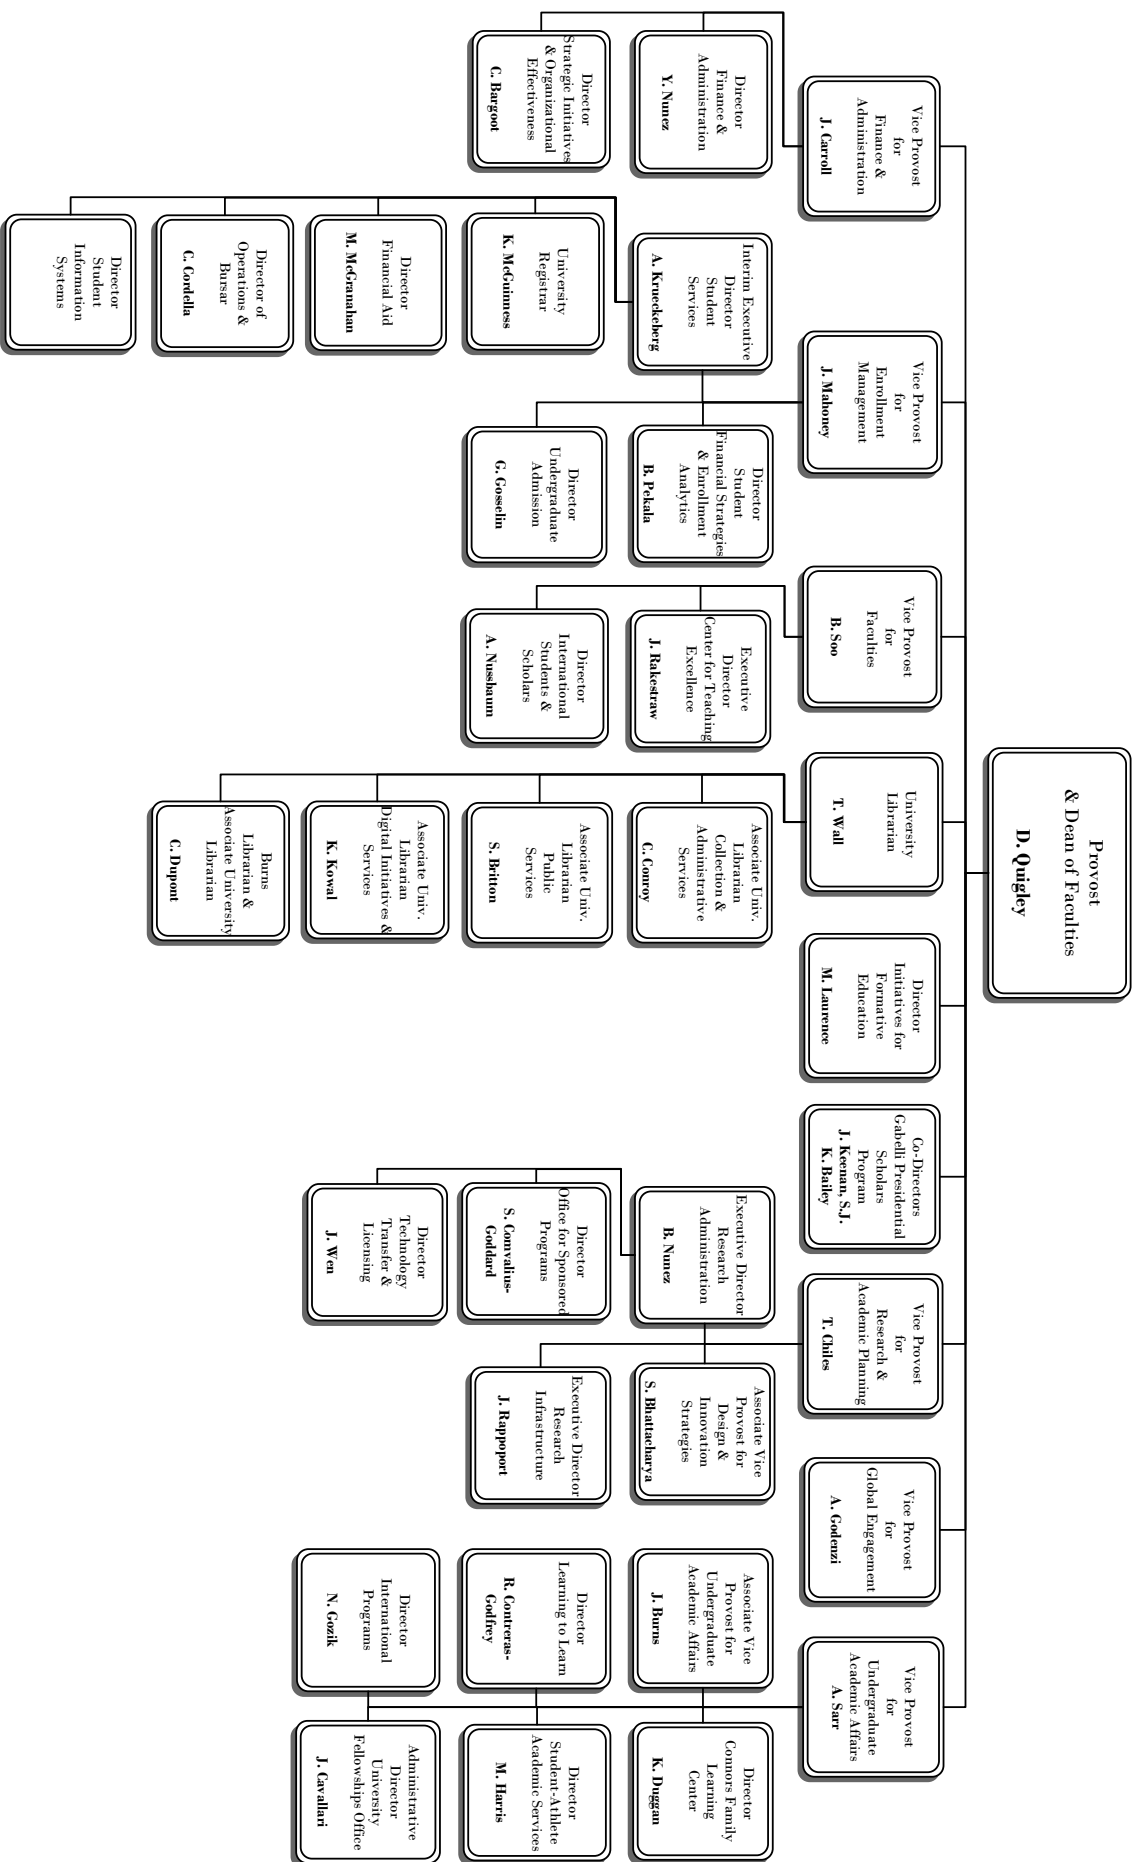 Provost
& Dean of Faculties
D. Quigley
Vice Provost
for
Finance &
Administration
J. Carroll
Director
Finance &
Administration
Y. Nunez
Director
Strategic Initiatives
& Organizational
Effectiveness
C. Bargoot
Vice Provost
for
Enrollment
Management
J. Mahoney
Interim Executive
Director
Student
Services
A. Krueckeberg
University
Registrar
K. McGuinness
Director
Financial Aid
M. McGranahan
Director of
Operations &
Bursar
C. Cordella
Director
Student
Information
Systems
Director
Student
Financial Strategies
& Enrollment
Analytics
B. Pekala
Director
Undergraduate
Admission
G. Gosselin
Vice Provost
for
Faculties
B. Soo
Executive
Director
Center for Teaching
Excellence
J. Rakestraw
Director
International
Students &
Scholars
A. Nussbaum
University
Librarian
T. Wall
Associate Univ.
Librarian
Collection &
Administrative
Services
C. Conroy
Associate Univ.
Librarian
Public
Services
S. Britton
Associate Univ.
Librarian
Digital Initiatives &
Services
K. Kowal
Burns
Librarian &
Associate University
Librarian
C. Dupont
Director
Initiatives for
Formative
Education
M. Laurence
Co-Directors
Gabelli Presidential
Scholars
Program
J. Keenan, S.J.
K. Bailey
Vice Provost
for
Research &
Academic Planning
T. Chiles
Executive Director
Research
Administration
B. Nunez
Director
Office for Sponsored
Programs
S. Comvalius-
Goddard
Director
Technology
Transfer &
Licensing
J. Wen
Associate Vice
Provost for
Design &
Innovation
Strategies
S. Bhattacharya
Executive Director
Research
Infrastructure
J. Rappoport
Vice Provost
for
Global Engagement
A. Godenzi
Vice Provost
for
Undergraduate
Academic Affairs
A. Sarr
Associate Vice
Provost for
Undergraduate
Academic Affairs
J. Burns
Director
Connors Family
Learning
Center
K. Duggan
Director
Learning to Learn
R. Contreras-
Godfrey
Director
Student-Athlete
Academic Services
M. Harris
Director
International
Programs
N. Gozik
Administrative
Director
University
Fellowships Office
J. Cavallari